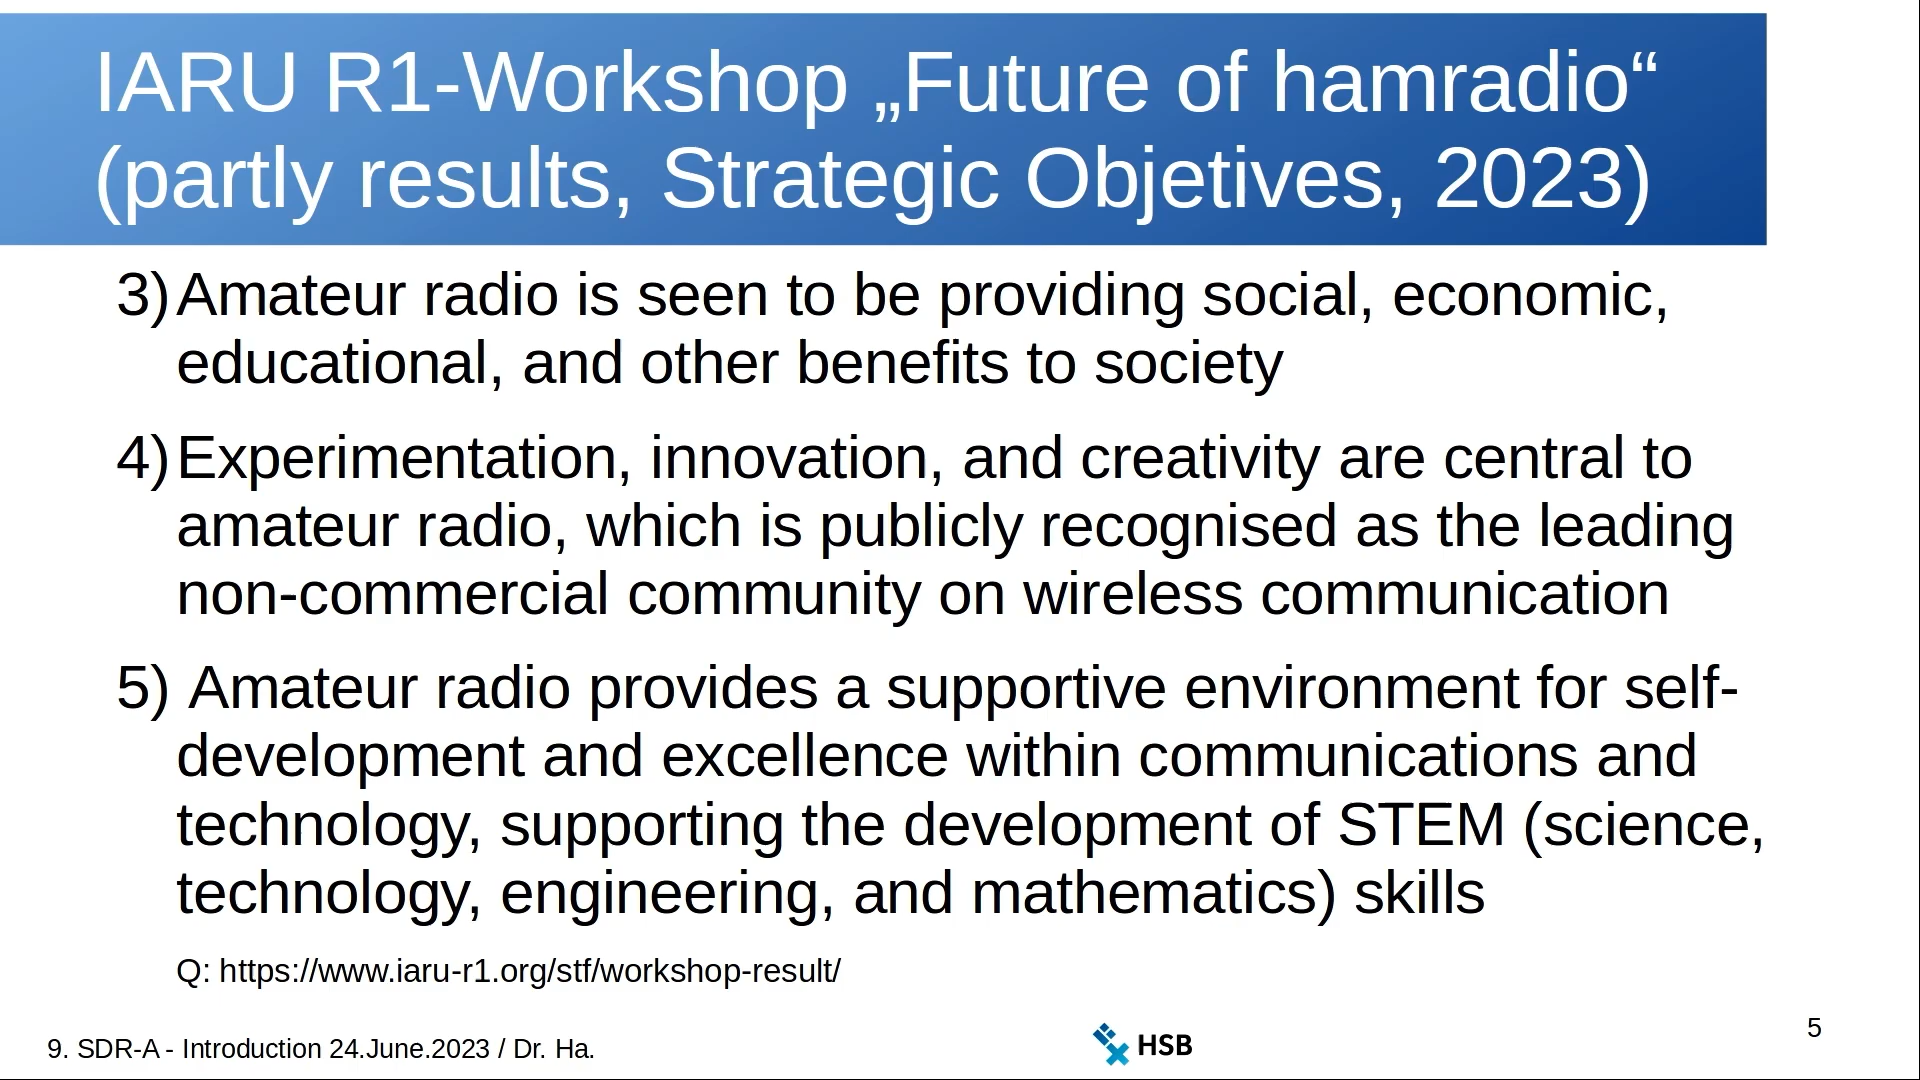 IARU R1-Workshop „Future of hamradio“
(partly results, Strategic Objetives, 2023)
3) Amateur radio is seen to be providing social, economic,
educational, and other benefits to society
4) Experimentation, innovation, and creativity are central to
amateur radio, which is publicly recognised as the leading
non-commercial community on wireless communication
5) Amateur radio provides a supportive environment for self-
development and excellence within communications and
technology, supporting the development of STEM (science,
technology, engineering, and mathematics) skills
Q: https://www.iaru-r1.org/stf/workshop-result/
9. SDR-A - Introduction 24.June.2023 / Dr. Ha.
HSB
5